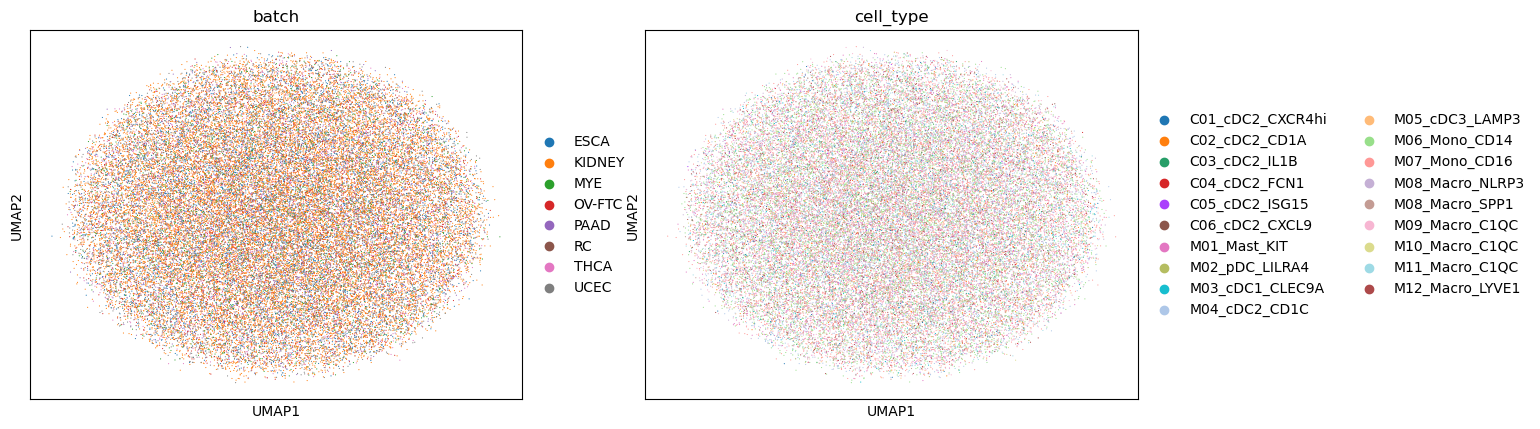 batch
UMAP2
UMAP1
ESCA
KIDNEY
MYE
OV-FTC
PAAD
RC
THCA
UCEC
cell_type
UMAP2
UMAP1
C01_cDC2_CXCR4hi
C02_cDC2_CD1A
C03_cDC2_IL1B
C04_cDC2_FCN1
C05_cDC2_ISG15
C06_cDC2_CXCL9
M01_Mast_KIT
M02_pDC_LILRA4
M03_cDC1_CLEC9A
M04_cDC2_CD1C
M05_cDC3_LAMP3
M06_Mono_CD14
M07_Mono_CD16
M08_Macro_NLRP3
M08_Macro_SPP1
M09_Macro_C1QC
M10_Macro_C1QC
M11_Macro_C1QC
M12_Macro_LYVE1